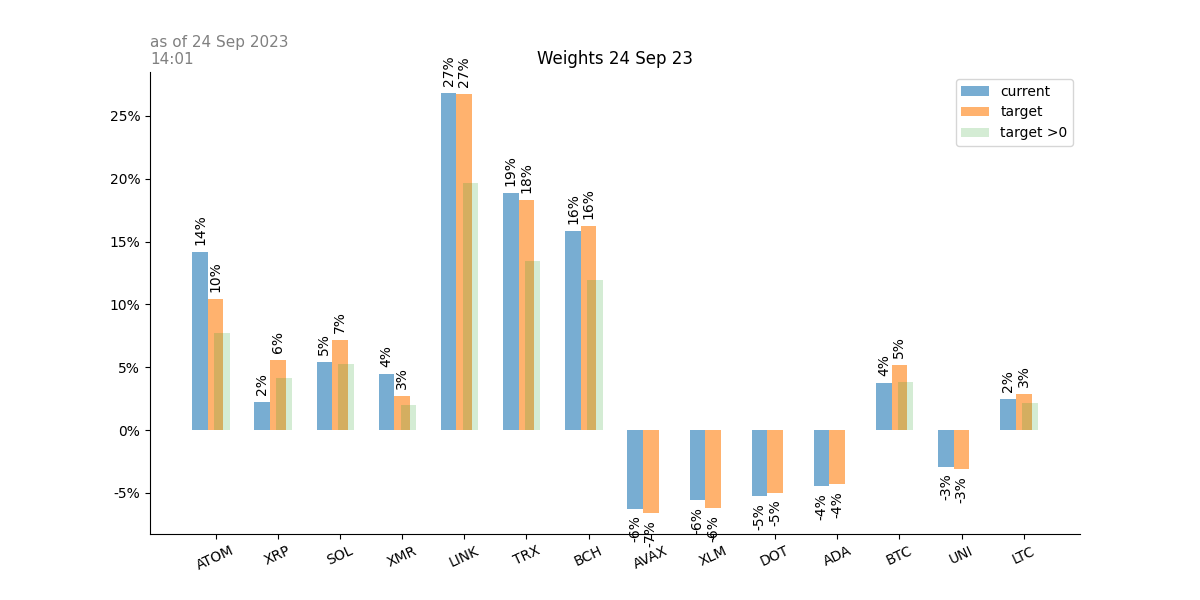 as of 24 Sep 2023
14:01
Weights 24 Sep 23
current
target
target >0
25%
20%
15%
10%
5%
0%
-5%
14%
10%
2%
6%
5%
7%
4%
3%
27%
27%
19%
18%
16%
16%
-6%
-7%
-6%
-6%
-5%
-5%
-4%
-4%
4%
5%
-3%
-3%
2%
3%
ATOM
XRP
SOL
XMR
LINK
TRX
BCH
AVAX
XLM
DOT
ADA
BTC
UNI
LTC